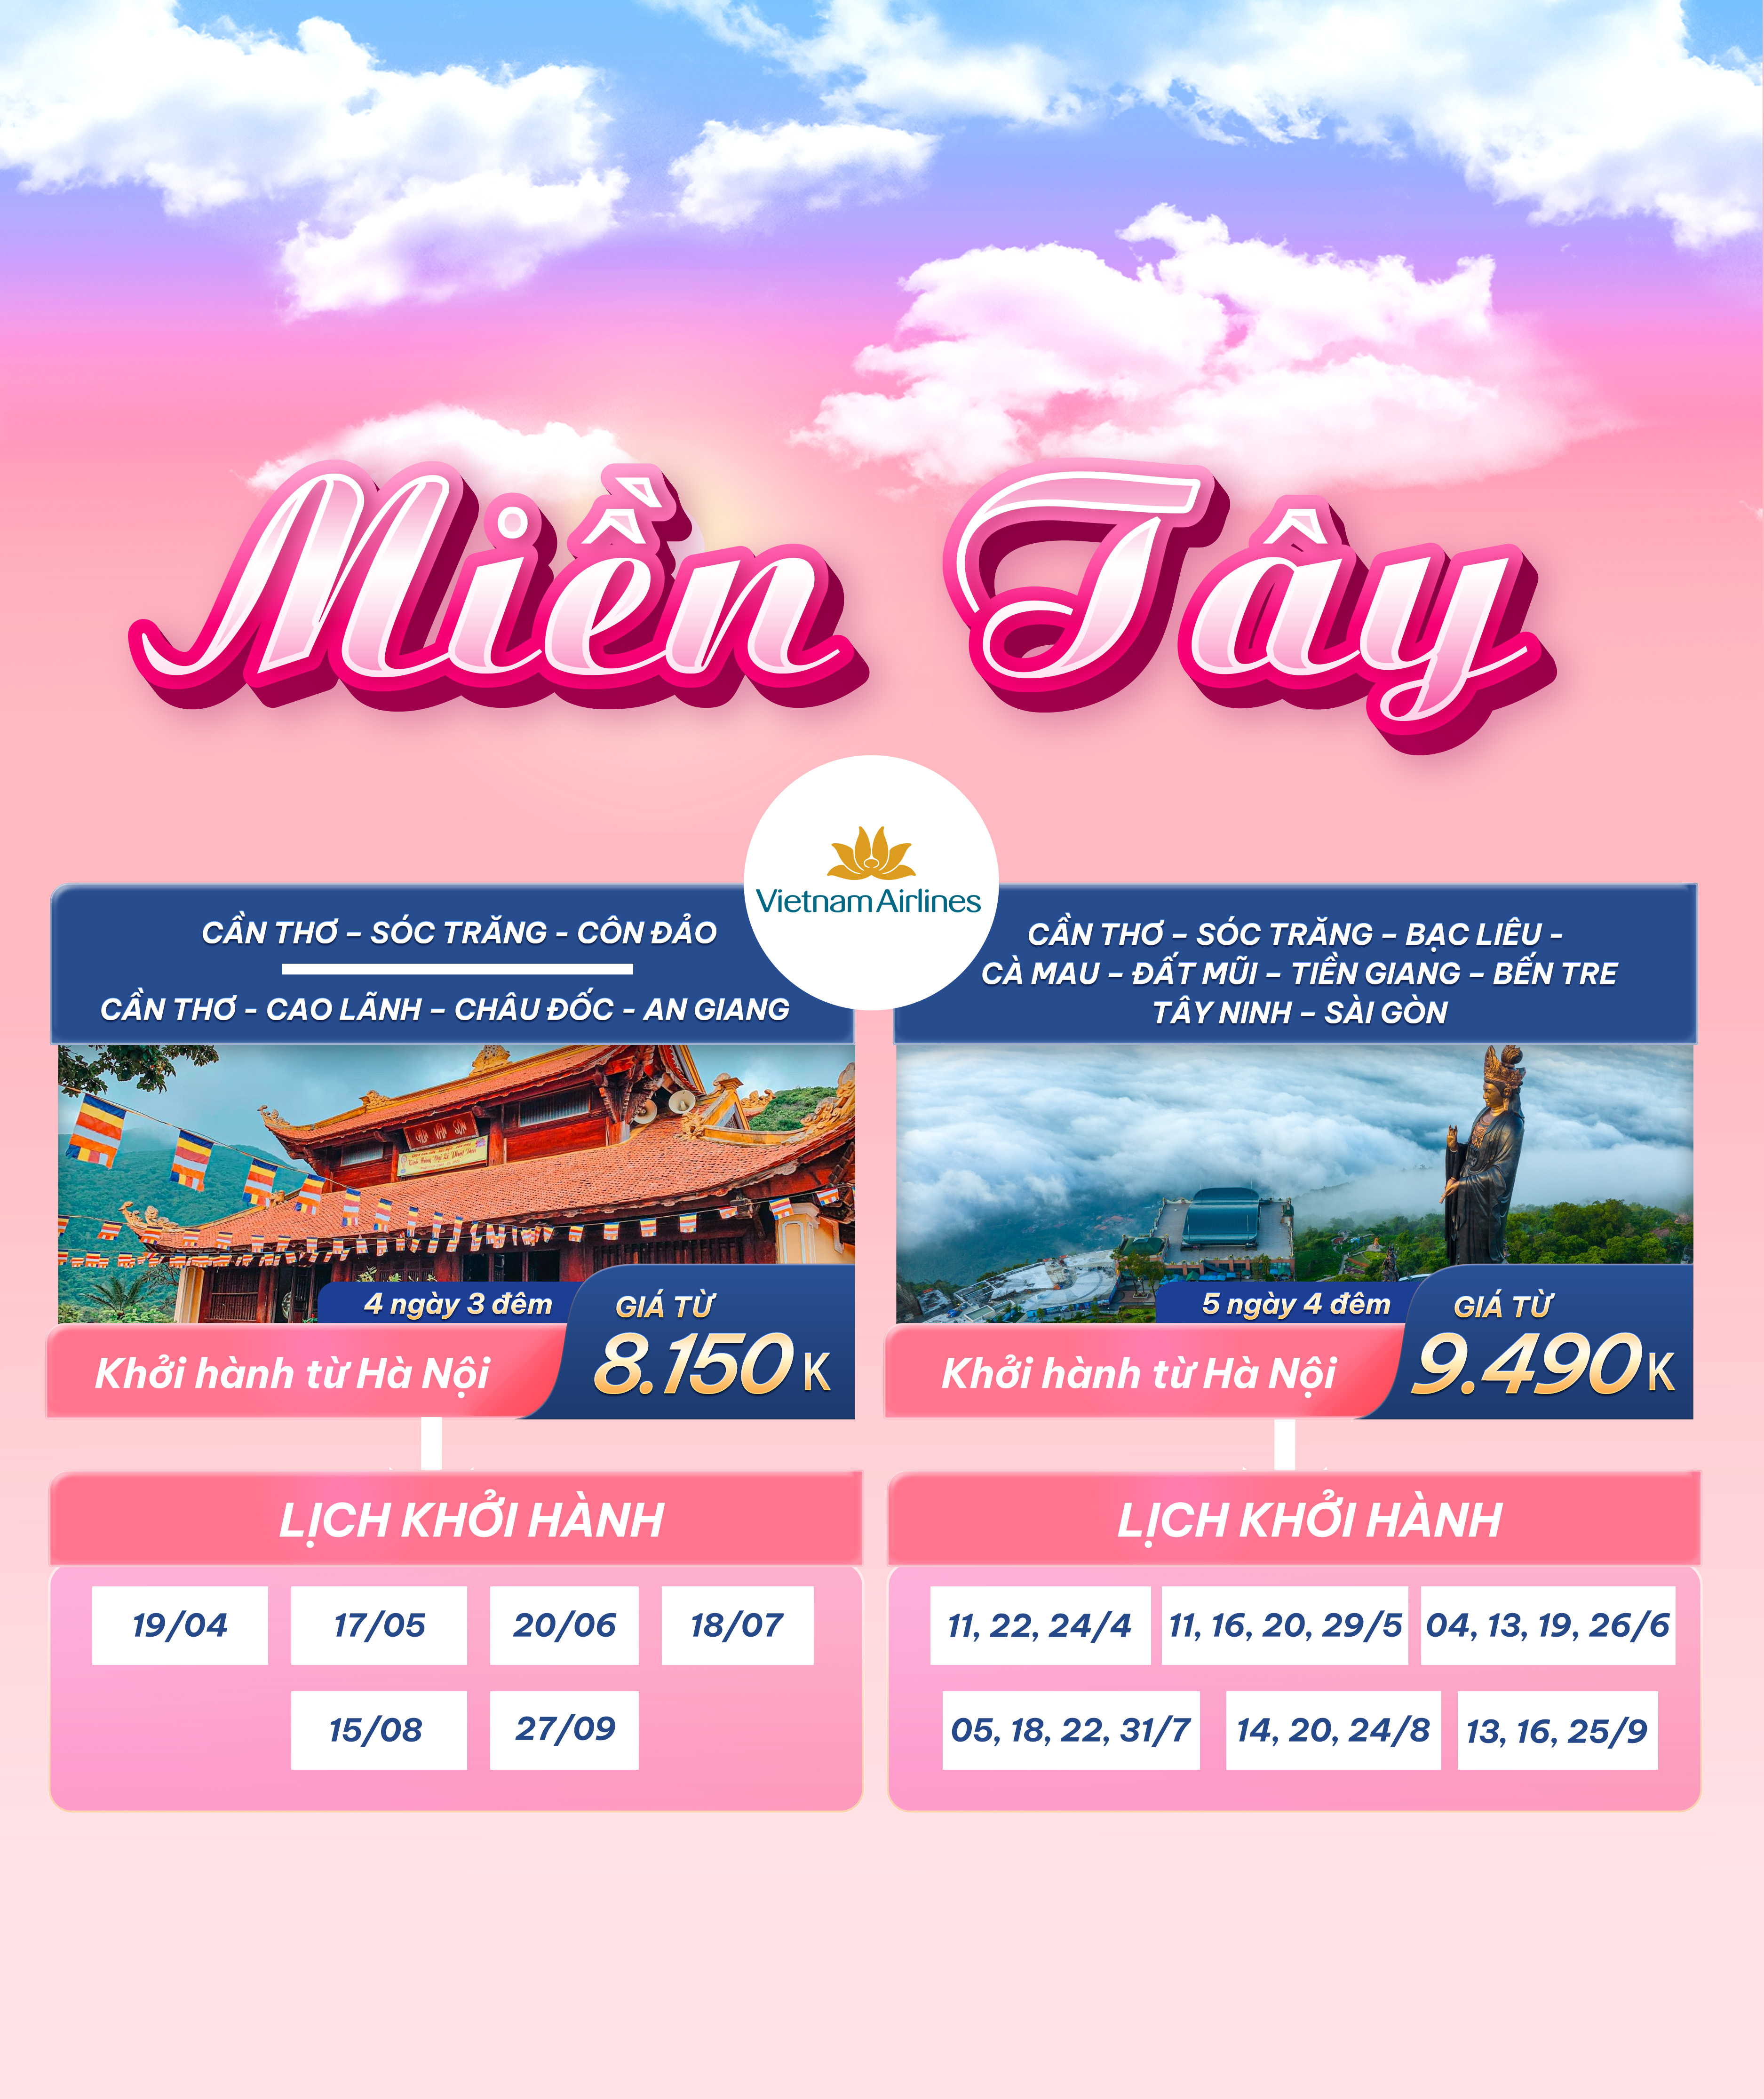 Miền Tây
Vietnam Airlines
CẦN THƠ – SÓC TRĂNG - CÔN ĐẢO
CẦN THƠ - CAO LÃNH – CHÂU ĐỐC - AN GIANG
4 ngày 3 đêm
GIÁ TỪ
8.150 K
Khởi hành từ Hà Nội
LỊCH KHỞI HÀNH
19/04
17/05
20/06
18/07
15/08
27/09
CẦN THƠ – SÓC TRĂNG – BẠC LIÊU -
CÀ MAU – ĐẤT MŨI – TIỀN GIANG – BẾN TRE
TÂY NINH – SÀI GÒN
5 ngày 4 đêm
GIÁ TỪ
9.490 K
Khởi hành từ Hà Nội
LỊCH KHỞI HÀNH
11, 22, 24/4
11, 16, 20, 29/5
04, 13, 19, 26/6
05, 18, 22, 31/7
14, 20, 24/8
13, 16, 25/9